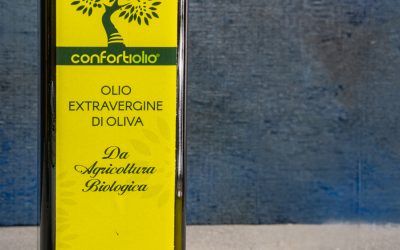 confortiolio®
OLIO
EXTRAVERGINE
DI OLIVA
Da
Agricoltura
Biologica